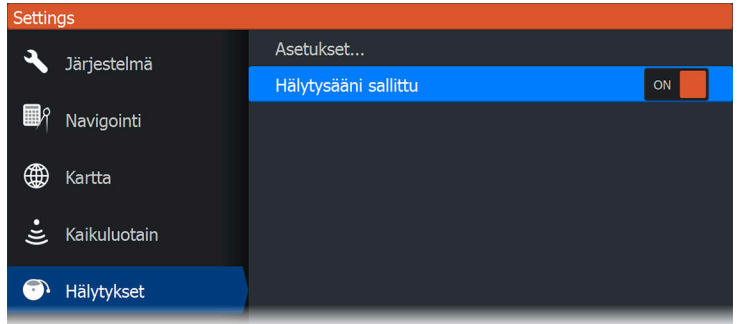 Settings
Järjestelmä
Navigointi
Kartta
Kaikuluotain
Hälytykset
Asetukset...
Hälytysääni sallittu ON